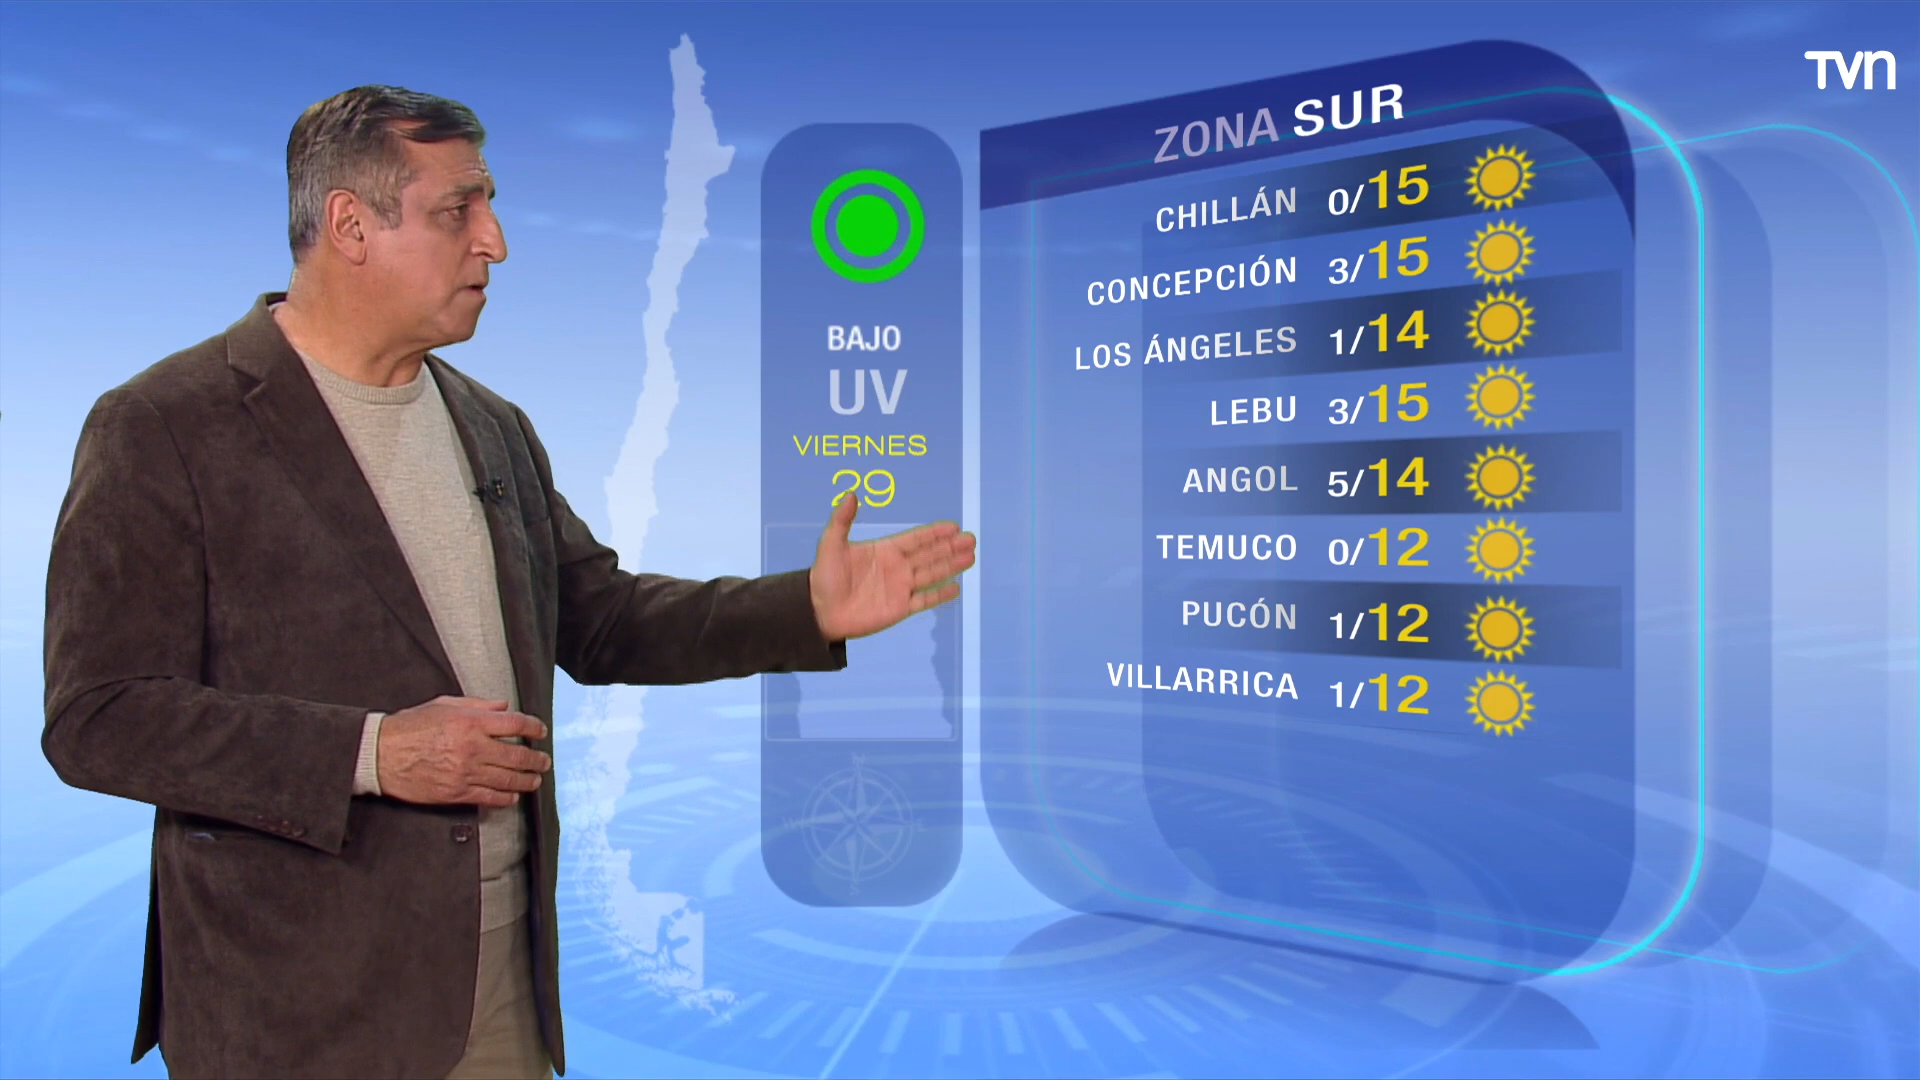 TVN
ZONA SUR
CHILLÁN 0/15
CONCEPCIÓN 3/15
LOS ÁNGELES 1/14
LEBU 3/15
ANGOL 5/14
TEMUCO 0/12
PUCÓN 1/12
VILLARRICA 1/12
BAJO
UV
VIERNES
29
N
E
S